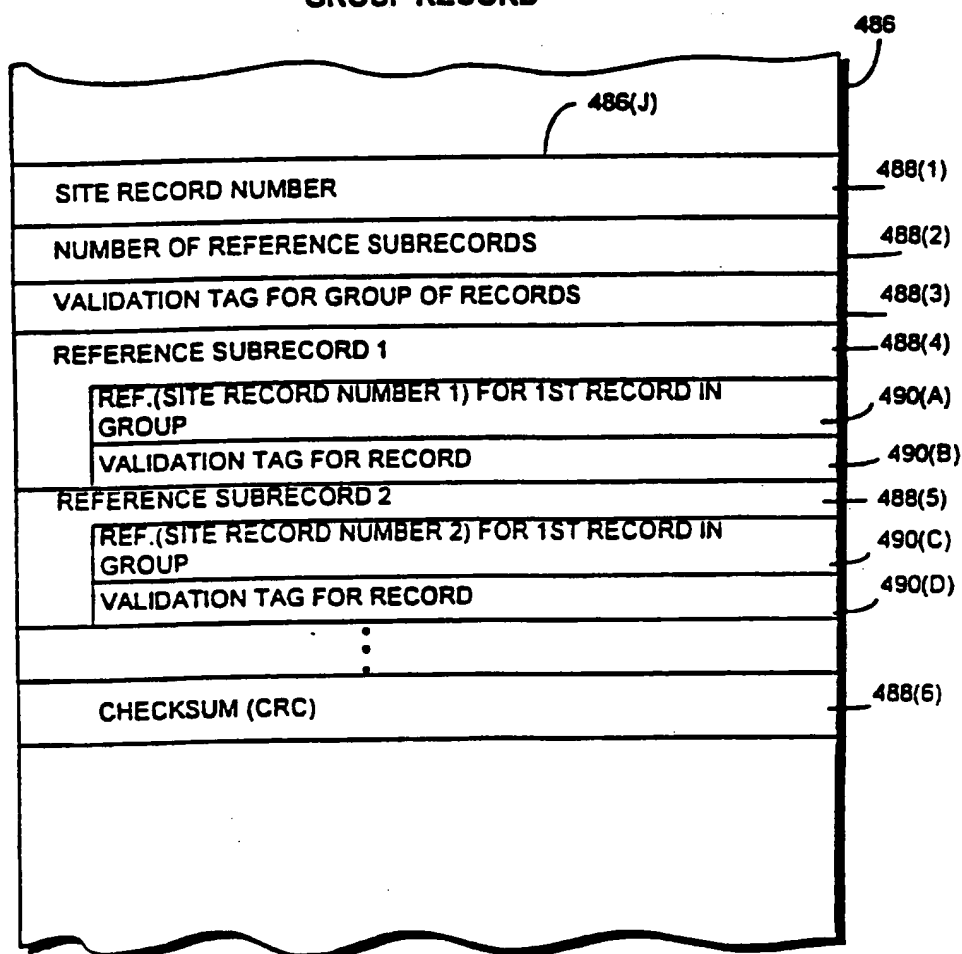 GROUP RECORD
486
486(J)
SITE RECORD NUMBER 488(1)
NUMBER OF REFERENCE SUBRECORDS 488(2)
VALIDATION TAG FOR GROUP OF RECORDS 488(3)
REFERENCE SUBRECORD 1 488(4)
REF.(SITE RECORD NUMBER 1) FOR 1ST RECORD IN
GROUP 490(A)
VALIDATION TAG FOR RECORD 490(B)
REFERENCE SUBRECORD 2 488(5)
REF.(SITE RECORD NUMBER 2) FOR 1ST RECORD IN
GROUP 490(C)
VALIDATION TAG FOR RECORD 490(D)
CHECKSUM (CRC) 488(6)